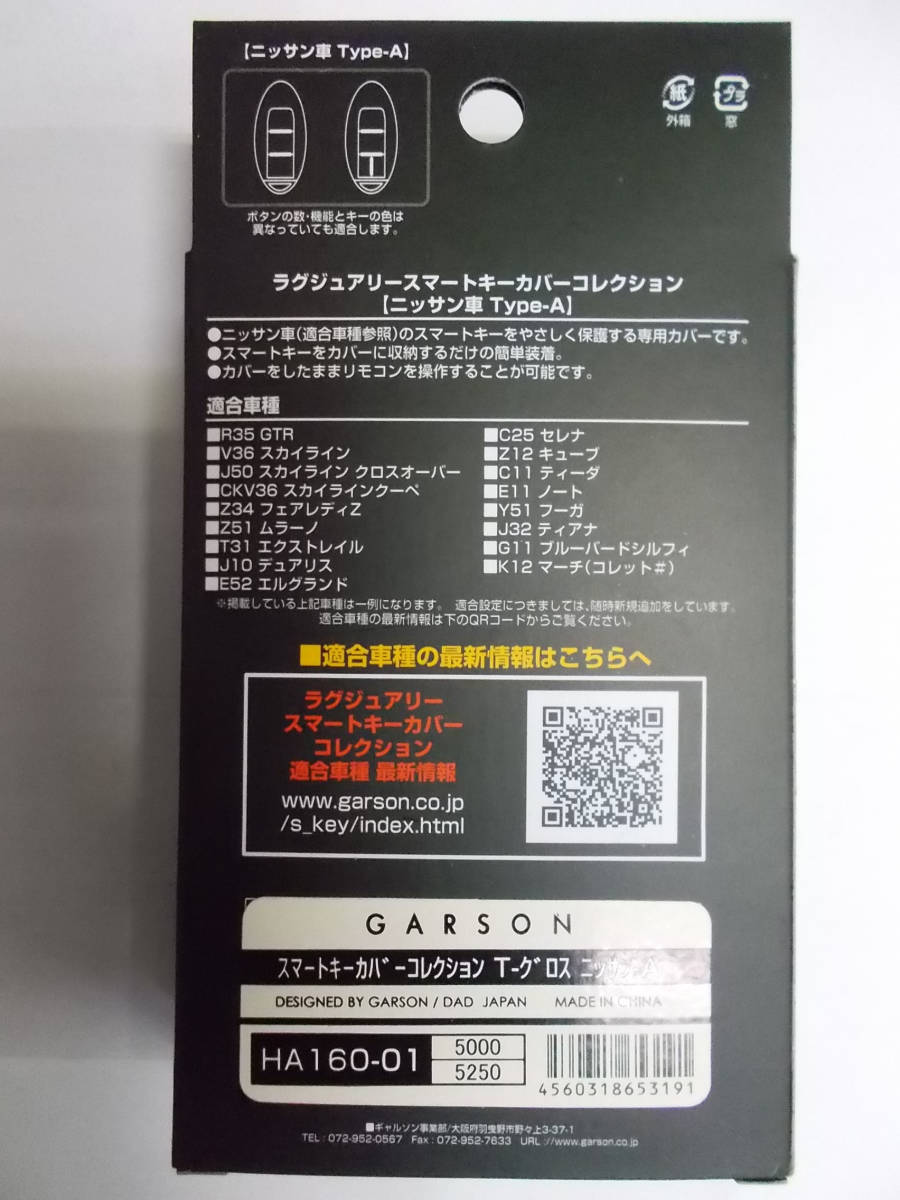 【ニッサン車 Type-A】
ボタンの数・機能とキーの色は
異なっていても適合します。
紙
外箱
プラ
窓
ラグジュアリースマートキーカバーコレクション
【ニッサン車 Type-A】
●ニッサン車(適合車種参照)のスマートキーをやさしく保護する専用カバーです。
●スマートキーをカバーに収納するだけの簡単装着。
●カバーをしたままリモコンを操作することが可能です。
適合車種
■R35 GTR
■V36 スカイライン
■J50 スカイライン クロスオーバー
■CKV36 スカイラインクーペ
■Z34 フェアレディZ
■Z51 ムラーノ
■T31 エクストレイル
■J10 デュアリス
■E52 エルグランド
■C25 セレナ
■Z12 キューブ
■C11 ティーダ
■E11 ノート
■Y51 フーガ
■J32 ティアナ
■G11 ブルーバードシルフィ
■K12 マーチ(コレット#)
※掲載している上記車種は一例になります。 適合設定につきましては、随時新規追加をしています。
適合車種の最新情報は下のQRコードからご覧ください。
■適合車種の最新情報はこちらへ
ラグジュアリー
スマートキーカバー
コレクション
適合車種 最新情報
www.garson.co.jp
/s_key/index.html
GARSON
スマートキーカバーコレクション T-グロス ニッサンA
DESIGNED BY GARSON / DAD JAPAN MADE IN CHINA
HA160-01
5000
5250
4560318653191
■ギャルソン事業部/大阪府羽曳野市野々上3-37-1
TEL：072-952-0567 Fax：072-952-7633 URL：//www.garson.co.jp